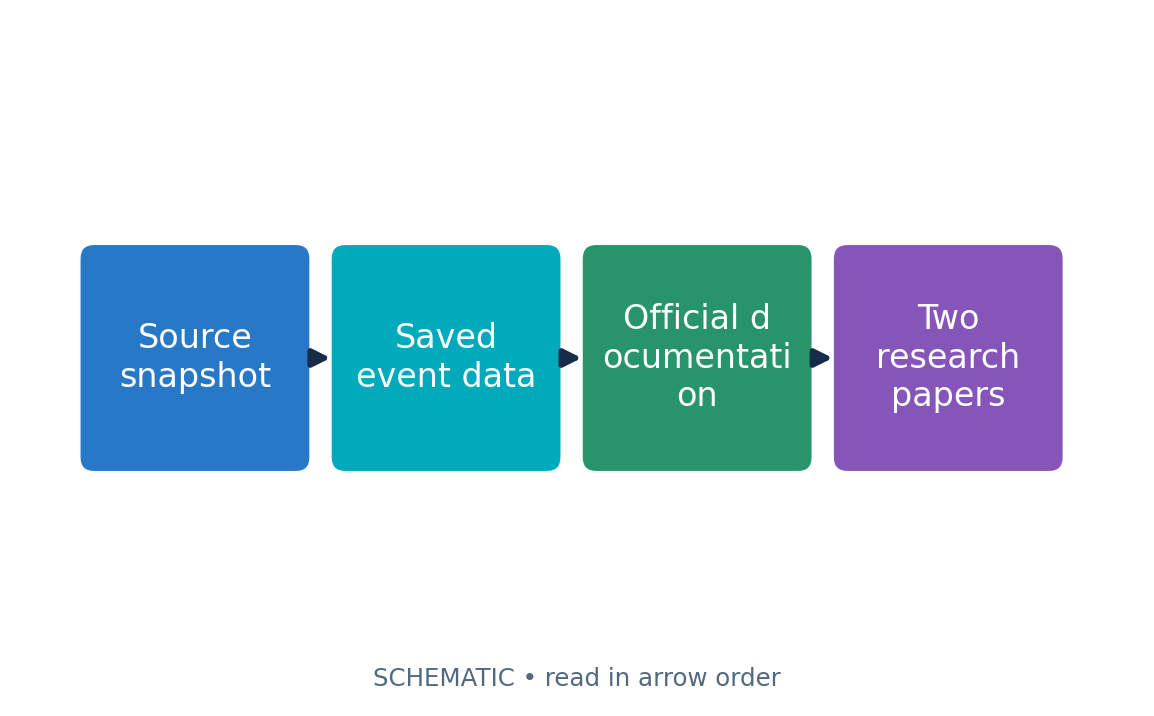 Source
snapshot
Saved
event data
Official d
ocumentati
on
Two
research
papers
SCHEMATIC • read in arrow order